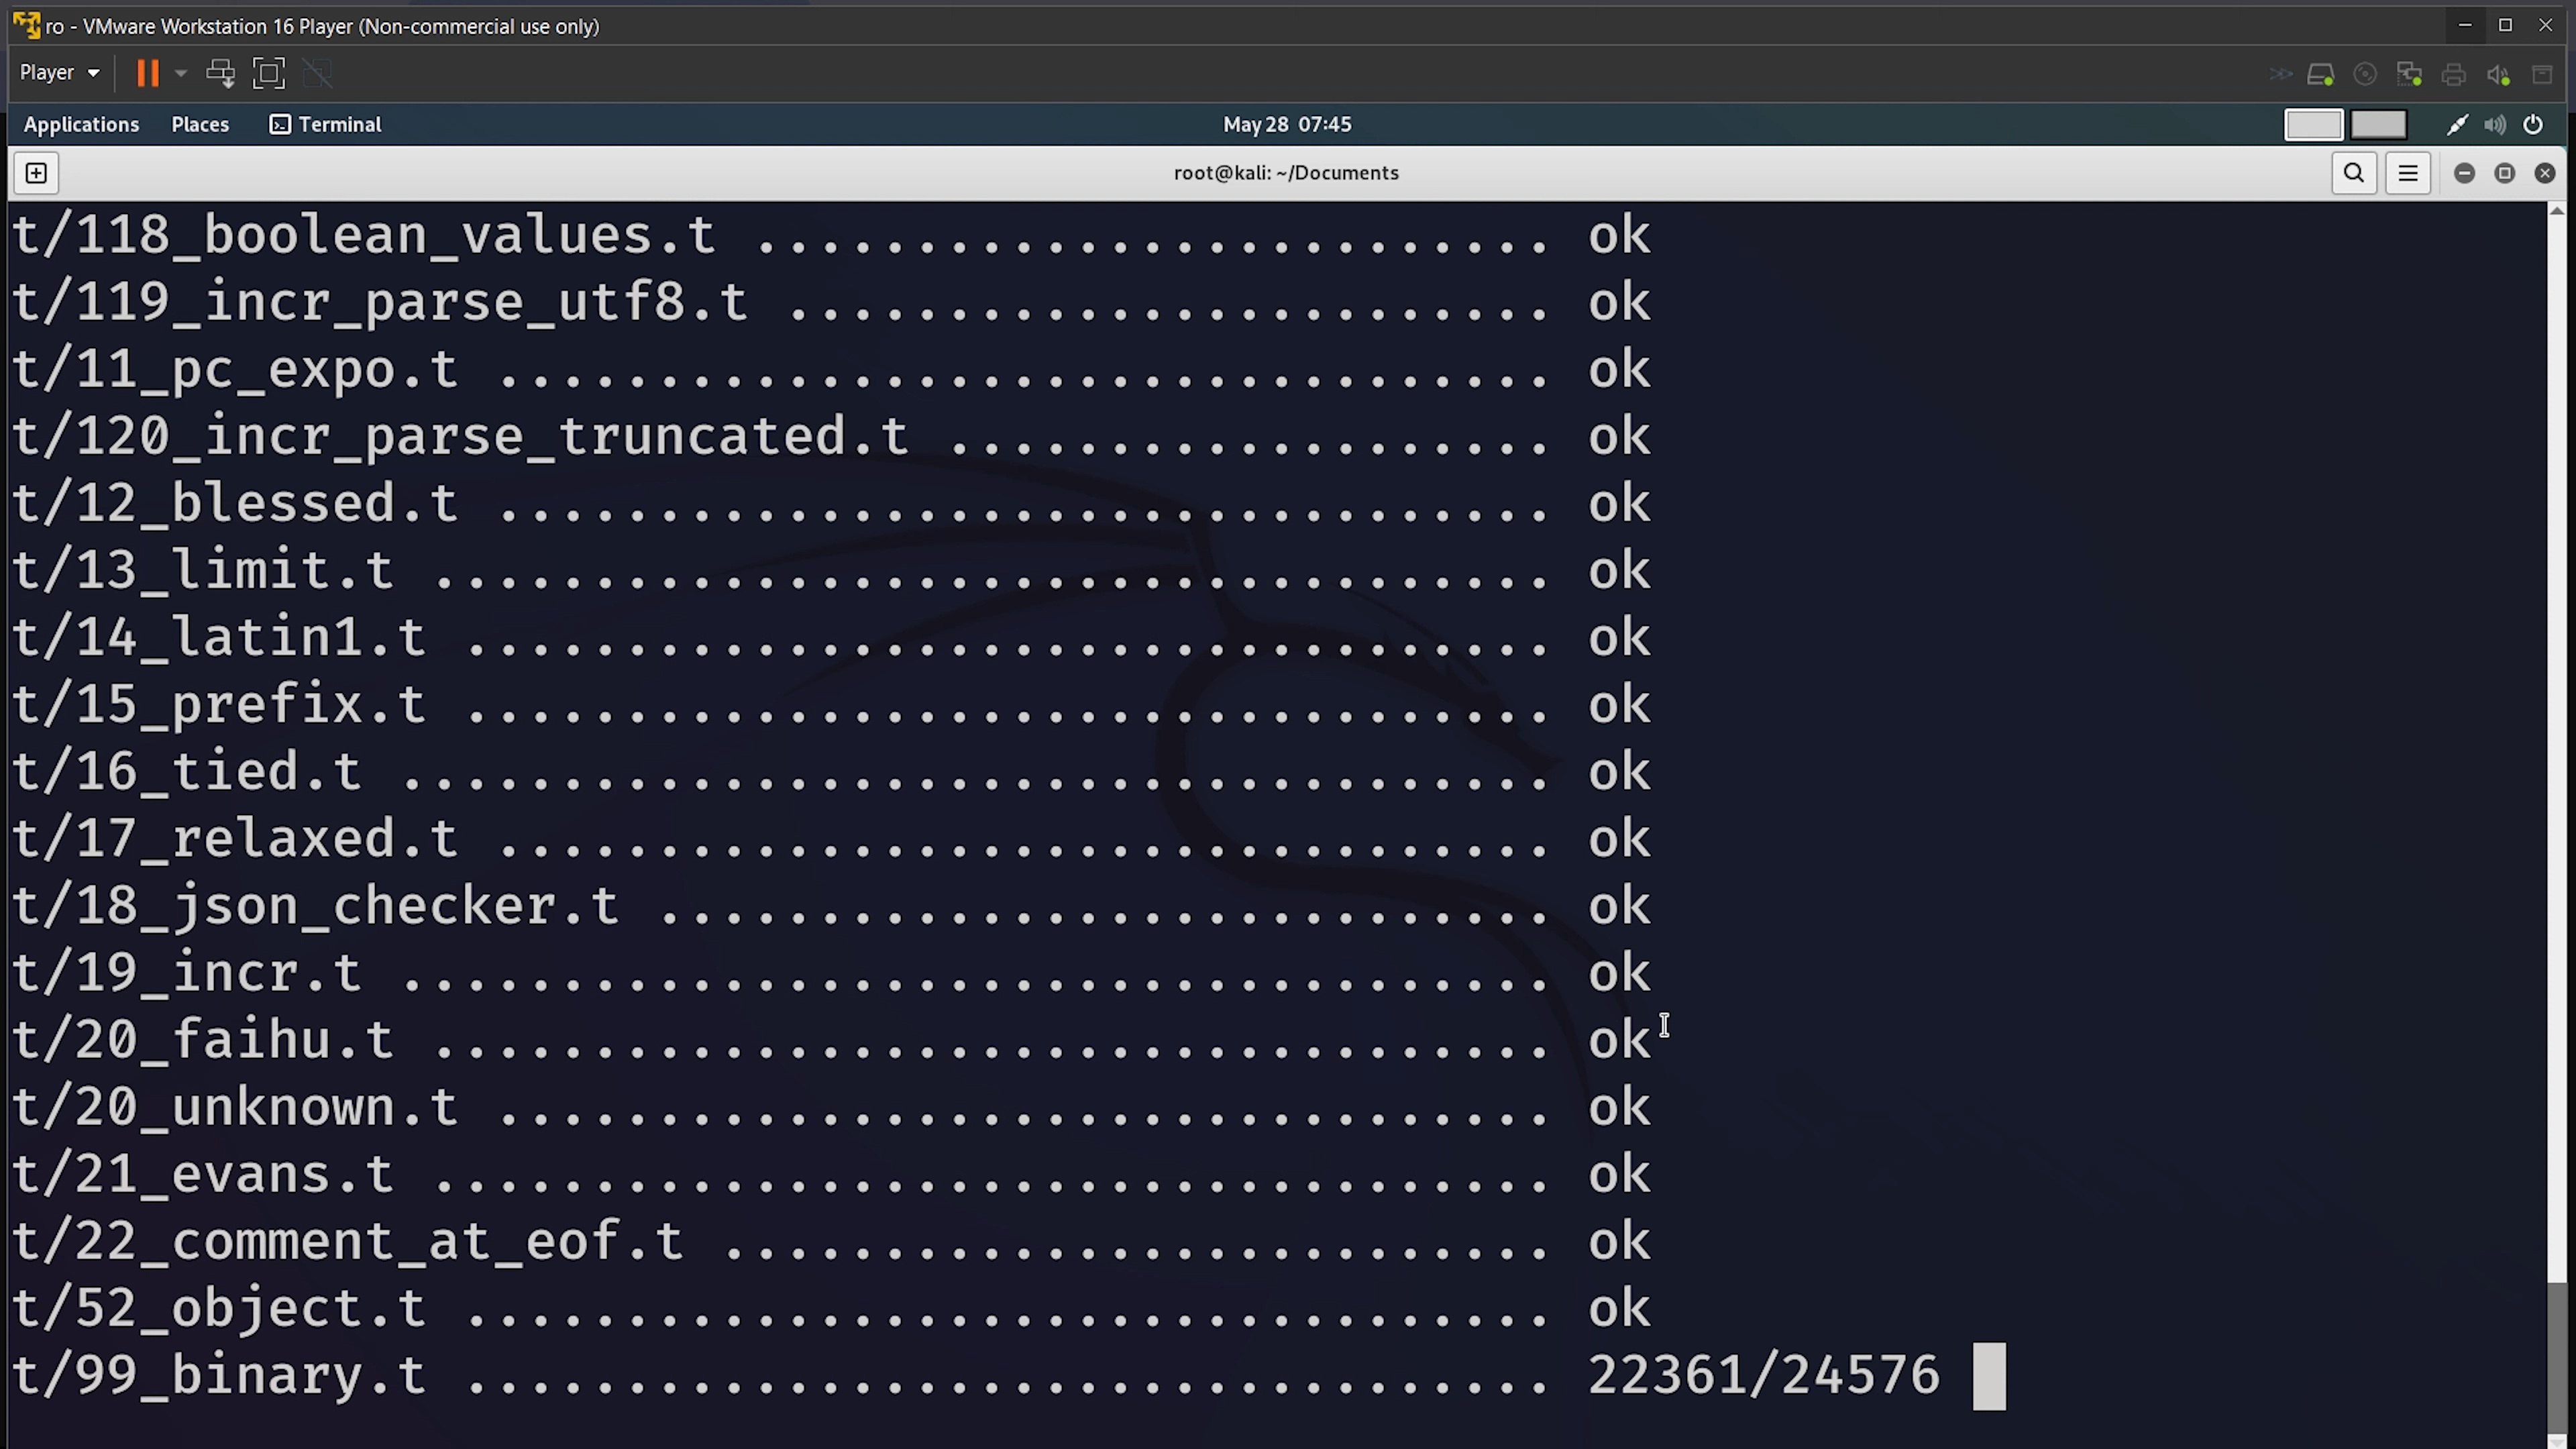 ro - VMware Workstation 16 Player (Non-commercial use only)
Player
Applications Places Terminal May 28 07:45
root@kali: ~/Documents
t/118_boolean_values.t ......................... ok
t/119_incr_parse_utf8.t ........................ ok
t/11_pc_expo.t ................................. ok
t/120_incr_parse_truncated.t ................... ok
t/12_blessed.t ................................. ok
t/13_limit.t ................................... ok
t/14_latin1.t .................................. ok
t/15_prefix.t .................................. ok
t/16_tied.t .................................... ok
t/17_relaxed.t ................................. ok
t/18_json_checker.t ............................ ok
t/19_incr.t .................................... ok
t/20_faihu.t ................................... ok
t/20_unknown.t ................................. ok
t/21_evans.t ................................... ok
t/22_comment_at_eof.t .......................... ok
t/52_object.t .................................. ok
t/99_binary.t .................................. 22361/24576